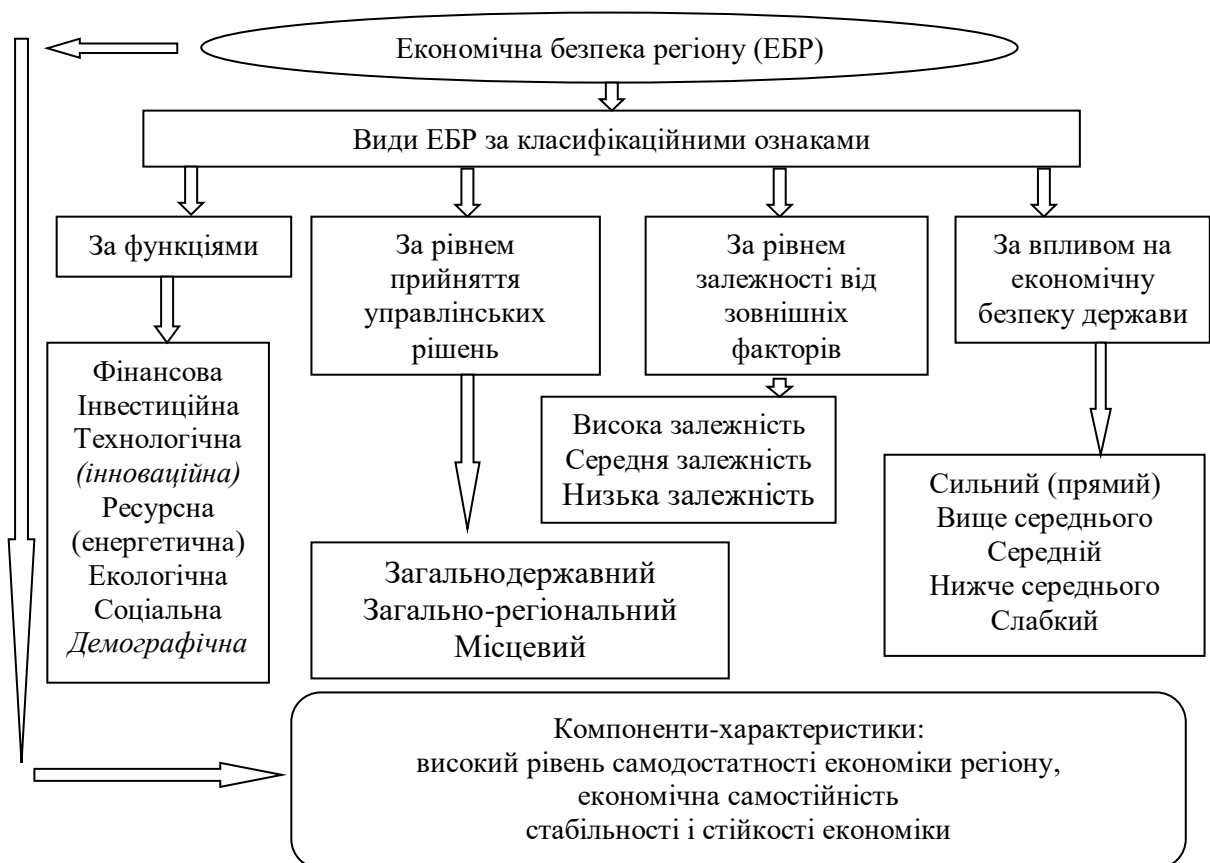 Економічна безпека регіону (ЕБР)
Види ЕБР за класифікаційними ознаками
За функціями
За рівнем
прийняття
управлінських
рішень
За рівнем
залежності від
зовнішніх
факторів
За впливом на
економічну
безпеку держави
Фінансова
Інвестиційна
Технологічна
(інноваційна)
Ресурсна
(енергетична)
Екологічна
Соціальна
Демографічна
Загальнодержавний
Загально-регіональний
Місцевий
Висока залежність
Середня залежність
Низька залежність
Сильний (прямий)
Вище середнього
Середній
Нижче середнього
Слабкий
Компоненти-характеристики:
високий рівень самодостатності економіки регіону,
економічна самостійність
стабільності і стійкості економіки